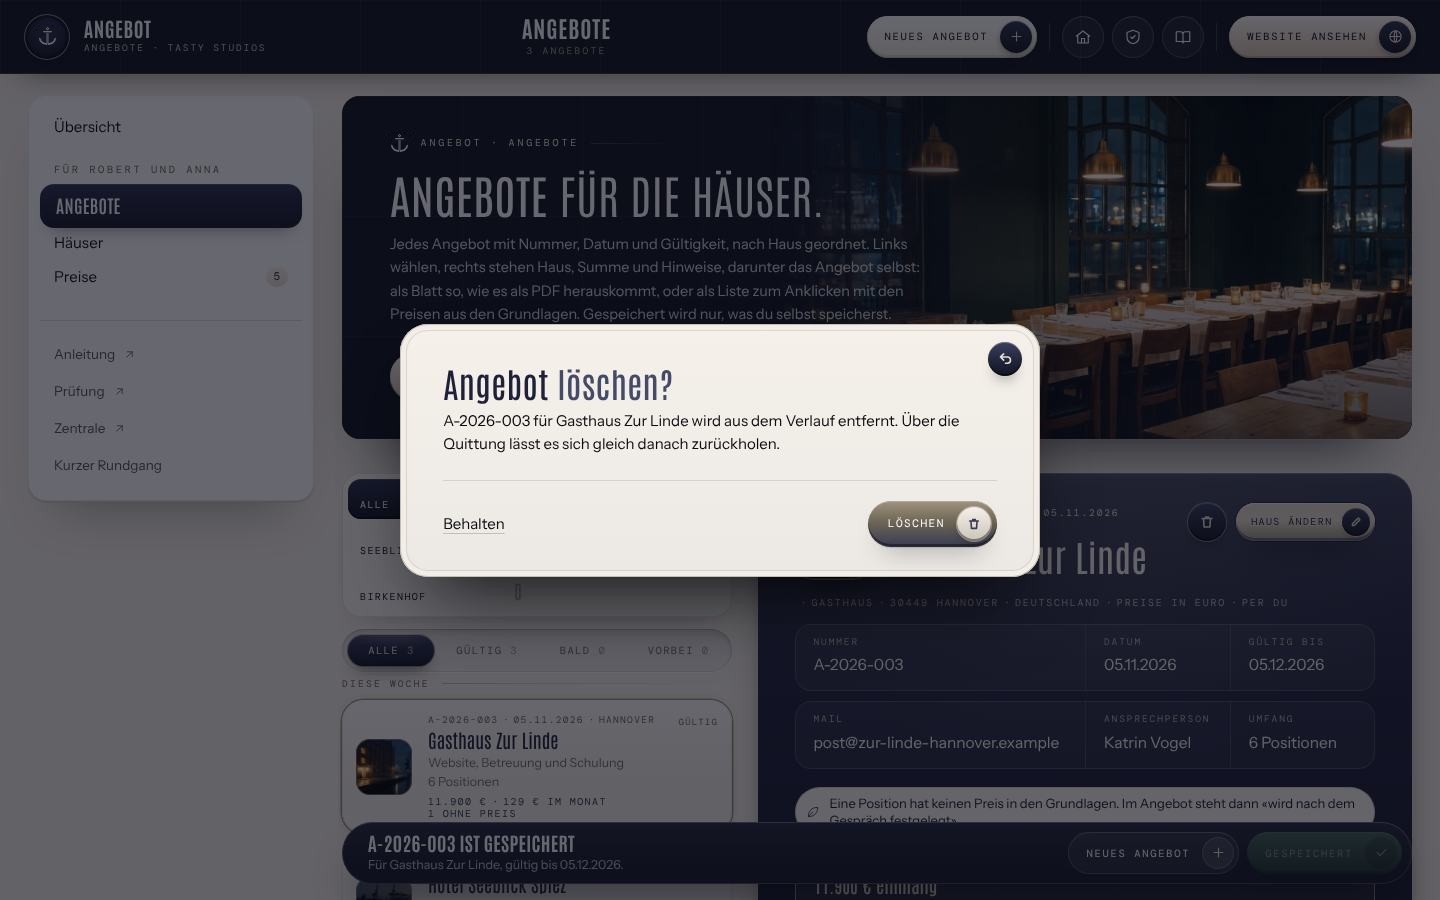 ANGEBOT
ANGEBOTE · TASTY STUDIOS
ANGEBOTE
3 ANGEBOTE
NEUES ANGEBOT
WEBSITE ANSEHEN
Übersicht
FÜR ROBERT UND ANNA
ANGEBOTE
Häuser
Preise
5
Anleitung
Prüfung
Zentrale
Kurzer Rundgang
ANGEBOT · ANGEBOTE
ANGEBOTE FÜR DIE HÄUSER.
Jedes Angebot mit Nummer, Datum und Gültigkeit, nach Haus geordnet. Links
wählen, rechts stehen Haus, Summe und Hinweise, darunter das Angebot selbst:
als Blatt so, wie es als PDF herauskommt, oder als Liste zum Anklicken mit den
Preisen aus den Grundlagen. Gespeichert wird nur, was du selbst speicherst.
Angebot löschen?
A-2026-003 für Gasthaus Zur Linde wird aus dem Verlauf entfernt. Über die
Quittung lässt es sich gleich danach zurückholen.
Behalten
LÖSCHEN
ALLE
BIRKENHOF
ALLE 3
GÜLTIG 3
BALD 0
VORBEI 0
DIESE WOCHE
A-2026-003 · 05.11.2026 · HANNOVER
GÜLTIG
Gasthaus Zur Linde
Website, Betreuung und Schulung
6 Positionen
11.900 € · 129 € IM MONAT
1 OHNE PREIS
05.11.2026
HAUS ÄNDERN
Zur Linde
· GASTHAUS · 30449 HANNOVER · DEUTSCHLAND · PREISE IN EURO · PER DU
NUMMER
A-2026-003
DATUM
05.11.2026
GÜLTIG BIS
05.12.2026
MAIL
post@zur-linde-hannover.example
ANSPRECHPERSON
Katrin Vogel
UMFANG
6 Positionen
Eine Position hat keinen Preis in den Grundlagen. Im Angebot steht dann «wird nach dem
Gespräch festgelegt».
A-2026-003 IST GESPEICHERT
Für Gasthaus Zur Linde, gültig bis 05.12.2026.
NEUES ANGEBOT
GESPEICHERT
Hotel Seeblick Spiez
11.900 € einmalig